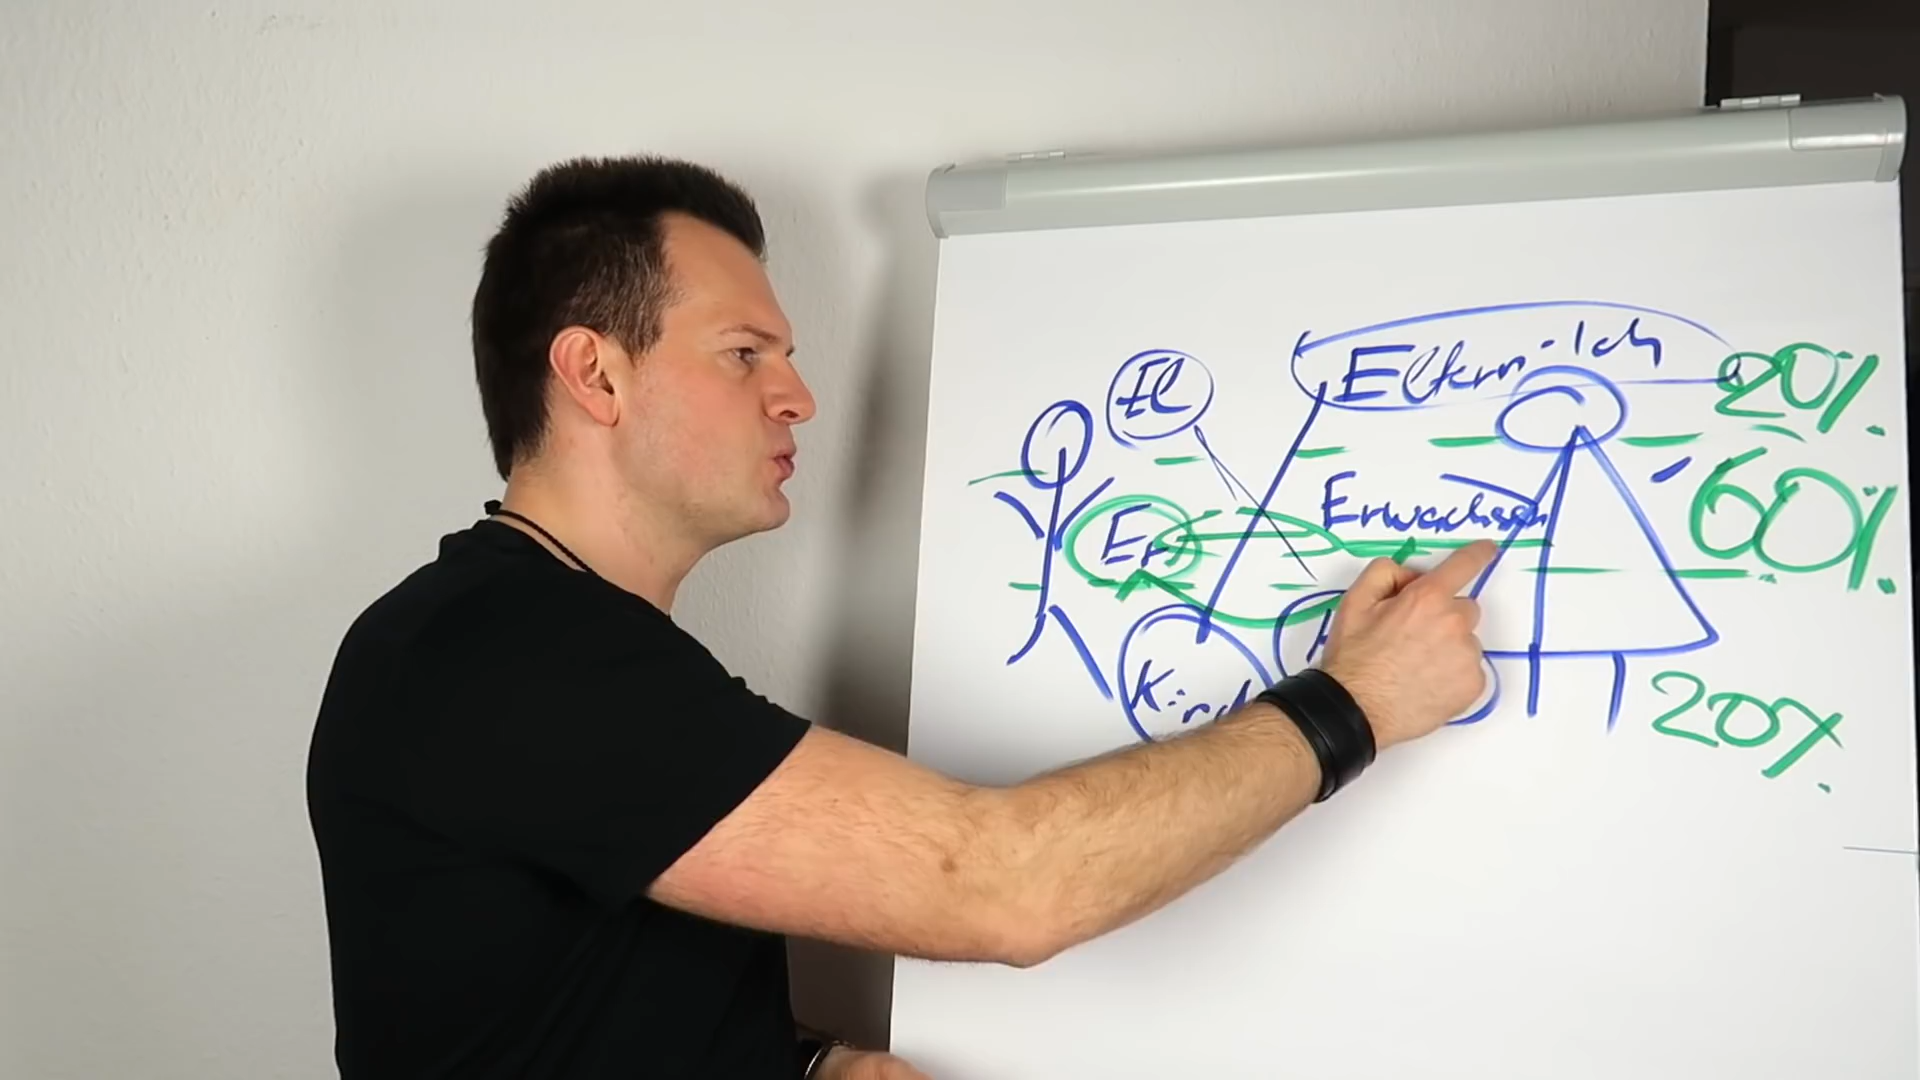 Eltern-Ich
20%.
El
Erwachsen
60%.
Er
Kind
20%.